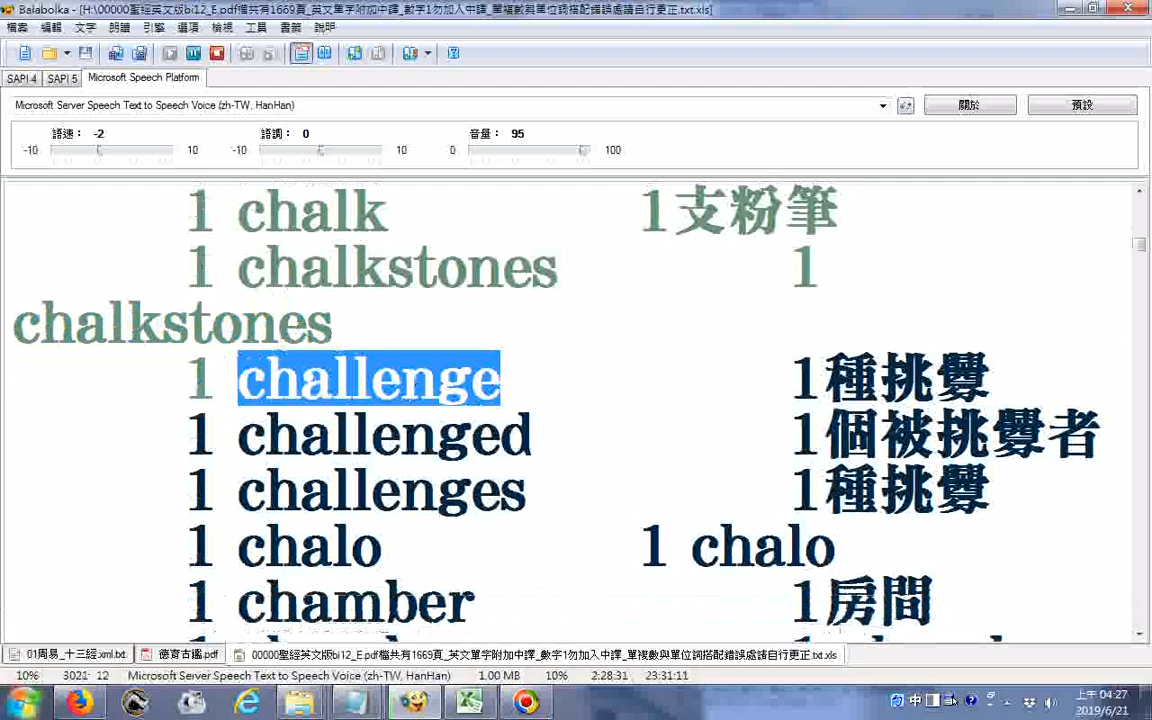 Balabolka - [H:\00000聖經英文版bi12_E.pdf檔共有1669頁_英文單字附加中譯_數字1勿加入中譯_單複數與單位詞搭配錯誤處請自行更正.txt.xls]
檔案 編輯 文字 朗讀 引擎 選項 檢視 工具 書籤 說明
SAPI 4 SAPI 5 Microsoft Speech Platform
Microsoft Server Speech Text to Speech Voice (zh-TW, HanHan) 關於 預設
語速： -2 語調： 0 音量： 95
-10 10 -10 10 0 100
1 chalk 1支粉筆
1 chalkstones 1
chalkstones
1 challenge 1種挑釁
1 challenged 1個被挑釁者
1 challenges 1種挑釁
1 chalo 1 chalo
1 chamber 1房間
01周易_十三經.xml.txt 德育古鑑.pdf 00000聖經英文版bi12_E.pdf檔共有1669頁_英文單字附加中譯_數字1勿加入中譯_單複數與單位詞搭配錯誤處請自行更正.txt.xls
10% 3021: 12 Microsoft Server Speech Text to Speech Voice (zh-TW, HanHan) 1.00 MB 10% 2:28:31 23:31:11
中 上午 04:27
2019/6/21